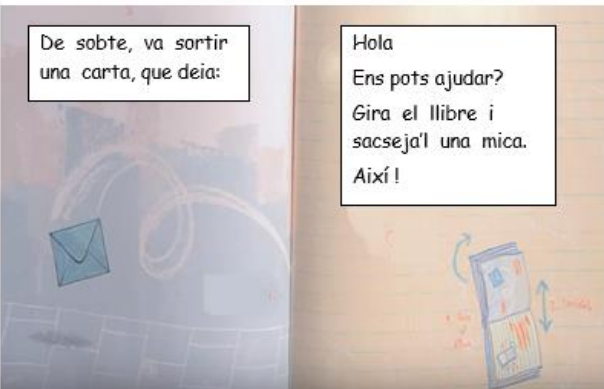 De sobte, va sortir
una carta, que deia:
Hola
Ens pots ajudar?
Gira el llibre i
sacseja'l una mica.
Així !